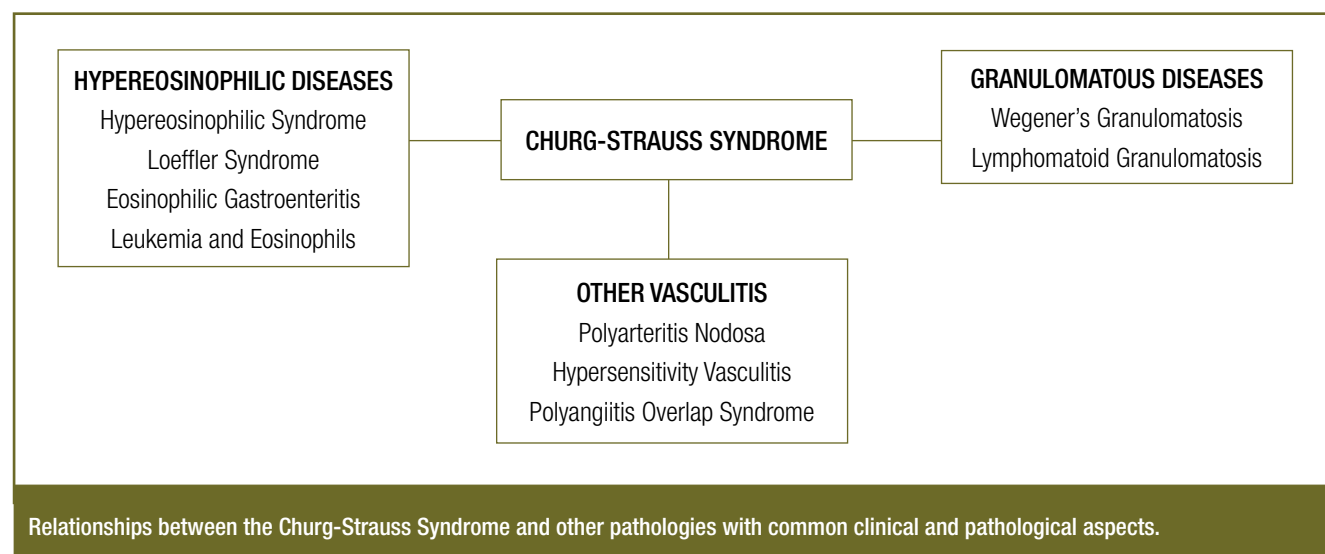 HYPEREOSINOPHILIC DISEASES
Hypereosinophilic Syndrome
Loeffler Syndrome
Eosinophilic Gastroenteritis
Leukemia and Eosinophils
CHURG-STRAUSS SYNDROME
GRANULOMATOUS DISEASES
Wegener’s Granulomatosis
Lymphomatoid Granulomatosis
OTHER VASCULITIS
Polyarteritis Nodosa
Hypersensitivity Vasculitis
Polyangiitis Overlap Syndrome
Relationships between the Churg-Strauss Syndrome and other pathologies with common clinical and pathological aspects.